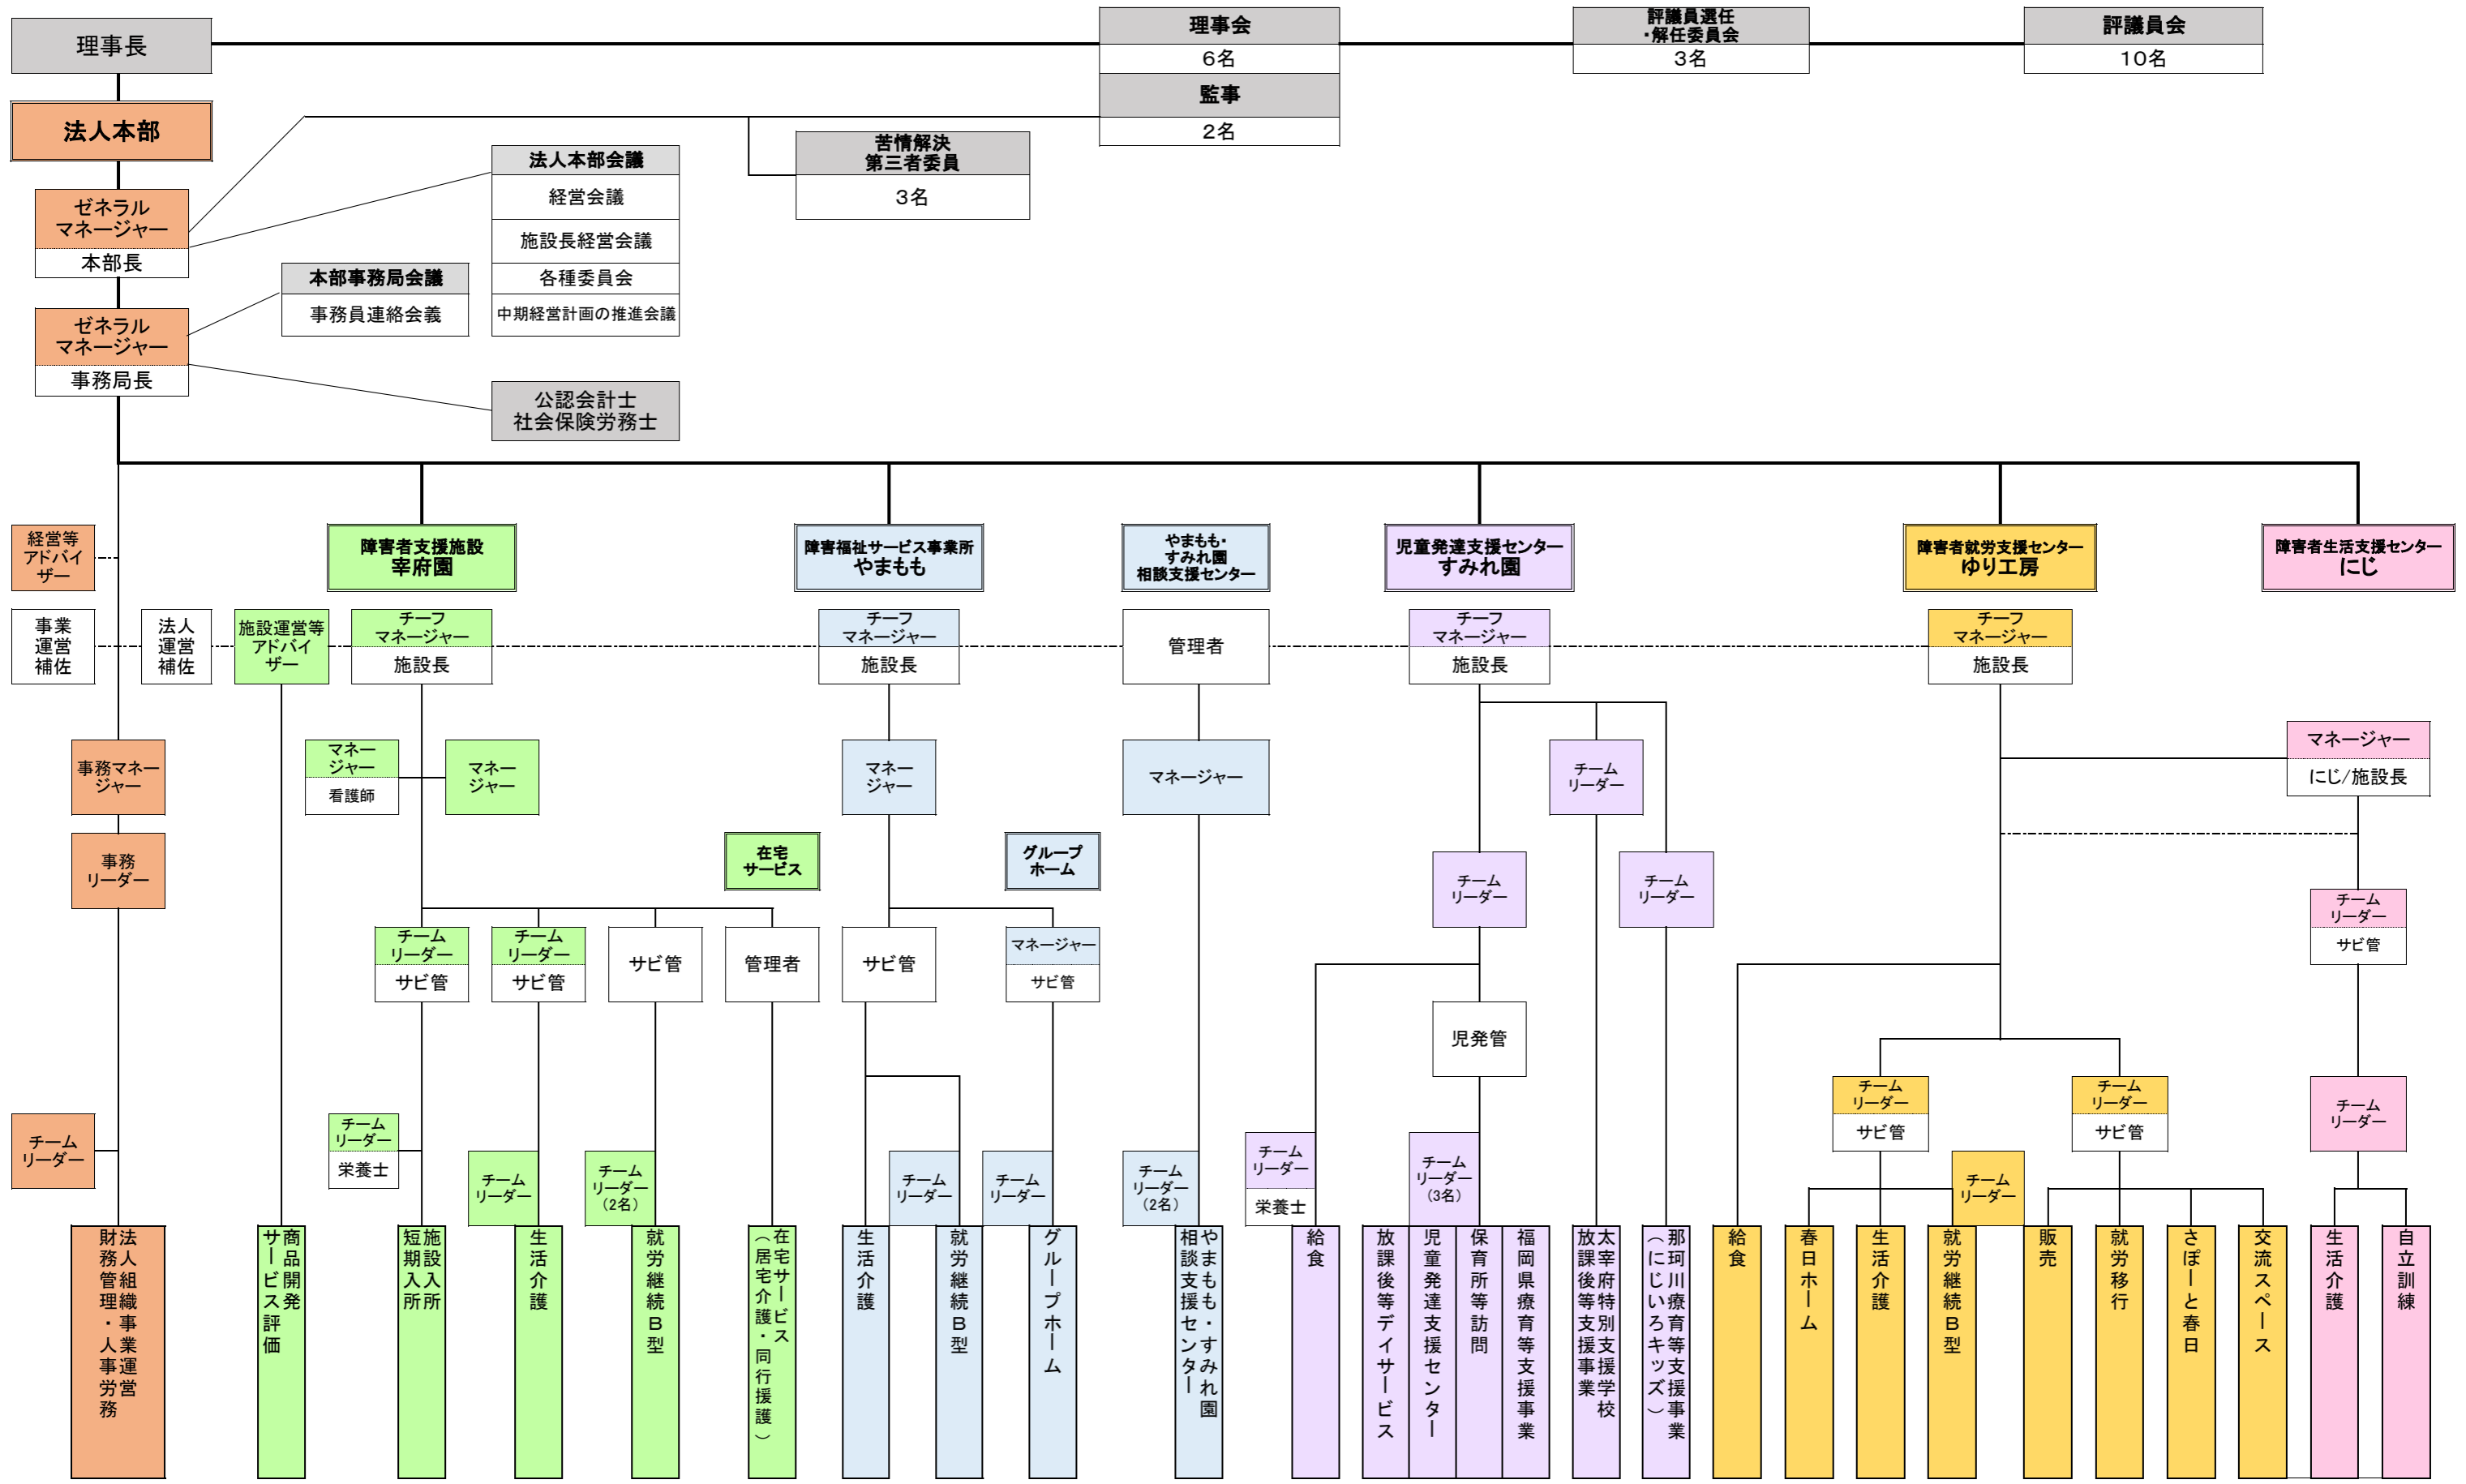 理事長
理事会
6名
監事
2名
評議員選任
・解任委員会
3名
評議員会
10名
法人本部
苦情解決
第三者委員
3名
法人本部会議
経営会議
施設長経営会議
各種委員会
中期経営計画の推進会議
ゼネラル
マネージャー
本部長
本部事務局会議
事務員連絡会義
ゼネラル
マネージャー
事務局長
公認会計士
社会保険労務士
経営等
アドバイ
ザー
障害者支援施設
宰府園
障害福祉サービス事業所
やまもも
やまもも・
すみれ園
相談支援センター
児童発達支援センター
すみれ園
障害者就労支援センター
ゆり工房
障害者生活支援センター
にじ
事業
運営
補佐
法人
運営
補佐
施設運営等
アドバイ
ザー
チーフ
マネージャー
施設長
チーフ
マネージャー
施設長
管理者
チーフ
マネージャー
施設長
チーフ
マネージャー
施設長
事務マネー
ジャー
マネー
ジャー
看護師
マネー
ジャー
マネー
ジャー
マネージャー
チーム
リーダー
マネージャー
にじ/施設長
事務
リーダー
在宅
サービス
グループ
ホーム
チーム
リーダー
チーム
リーダー
チーム
リーダー
サビ管
チーム
リーダー
サビ管
チーム
リーダー
サビ管
サビ管
管理者
サビ管
マネージャー
サビ管
児発管
チーム
リーダー
サビ管
チーム
リーダー
サビ管
チーム
リーダー
チーム
リーダー
チーム
リーダー
栄養士
チーム
リーダー
チーム
リーダー
(2名)
チーム
リーダー
チーム
リーダー
チーム
リーダー
(2名)
チーム
リーダー
栄養士
チーム
リーダー
(3名)
チーム
リーダー
法人組織事業運営
財務管理・人事労務
商品開発
サービス評価
施設入所
短期入所
生活介護
就労継続B型
在宅サービス
(居宅介護・同行援護)
生活介護
就労継続B型
グループホーム
やまもも・すみれ園
相談支援センター
給食
放課後等デイサービス
児童発達支援センター
保育所等訪問
福岡県療育等支援事業
太宰府特別支援学校
放課後等支援事業
那珂川療育等支援事業
(にじいろキッズ)
給食
春日ホーム
生活介護
就労継続B型
販売
就労移行
さぽーと春日
交流スペース
生活介護
自立訓練